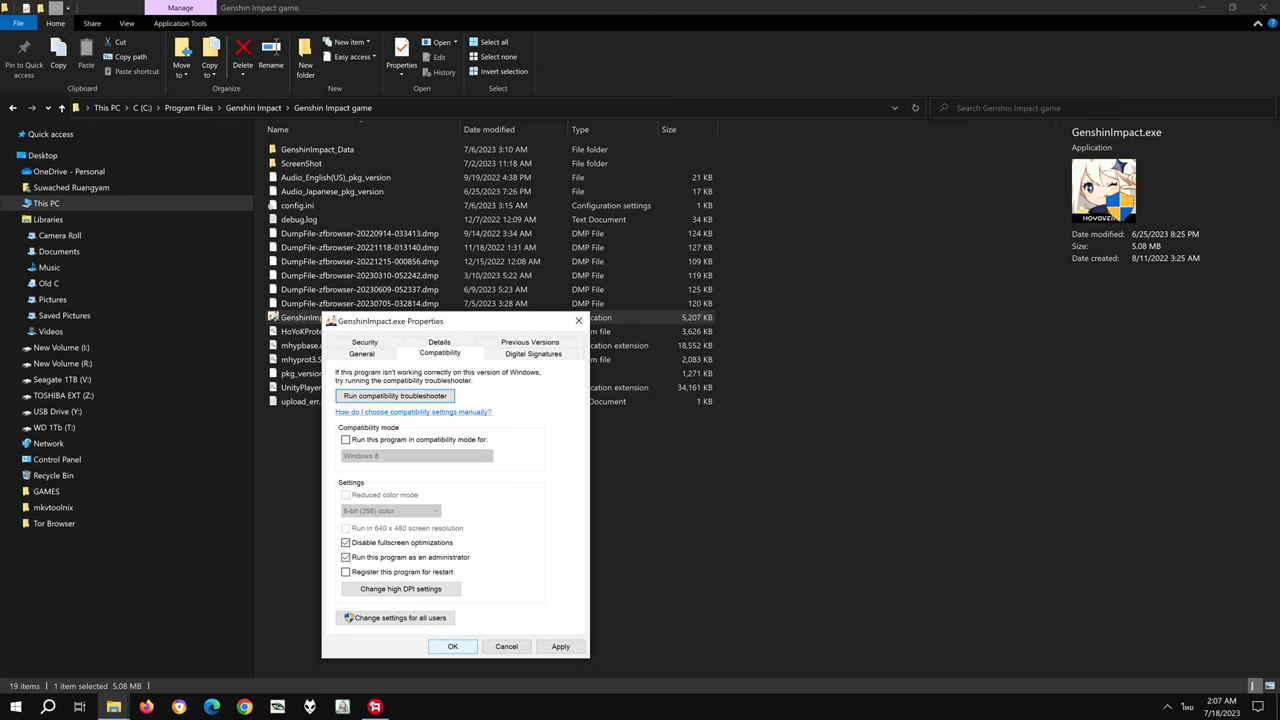 Manage
Genshin Impact game
File
Home
Share
View
Application Tools
Pin to Quick access
Copy
Paste
Cut
Copy path
Paste shortcut
Clipboard
Move to
Copy to
Delete
Rename
Organize
New folder
New item
Easy access
New
Properties
Open
Edit
History
Open
Select all
Select none
Invert selection
Select
This PC
C (C:)
Program Files
Genshin Impact
Genshin Impact game
Search Genshin Impact game
Quick access
Desktop
OneDrive - Personal
Suwached Ruangyam
This PC
Libraries
Camera Roll
Documents
Music
Old C
Pictures
Saved Pictures
Videos
New Volume (I:)
New Volume (R:)
Seagate 1TB (V:)
TOSHIBA EXT (Z:)
USB Drive (Y:)
WD 1Tb (T:)
Network
Control Panel
Recycle Bin
GAMES
mkvtoolnix
Tor Browser
Name Date modified Type Size
GenshinImpact_Data 7/6/2023 3:10 AM File folder
ScreenShot 7/2/2023 11:18 AM File folder
Audio_English(US)_pkg_version 9/19/2022 4:38 PM File 21 KB
Audio_Japanese_pkg_version 6/25/2023 7:26 PM File 17 KB
config.ini 7/6/2023 3:15 AM Configuration settings 1 KB
debug.log 12/7/2022 12:09 AM Text Document 34 KB
DumpFile-zfbrowser-20220914-033413.dmp 9/14/2022 3:34 AM DMP File 124 KB
DumpFile-zfbrowser-20221118-013140.dmp 11/18/2022 1:31 AM DMP File 127 KB
DumpFile-zfbrowser-20221215-000856.dmp 12/15/2022 12:08 AM DMP File 109 KB
DumpFile-zfbrowser-20230310-052242.dmp 3/10/2023 5:22 AM DMP File 119 KB
DumpFile-zfbrowser-20230609-052337.dmp 6/9/2023 5:23 AM DMP File 125 KB
DumpFile-zfbrowser-20230705-032814.dmp 7/5/2023 3:28 AM DMP File 120 KB
GenshinImp cation 5,207 KB
HoYoKProte m file 3,626 KB
mhypbase. cation extension 18,552 KB
mhyprot3.S m file 2,083 KB
pkg_version 1,271 KB
UnityPlayer cation extension 34,161 KB
upload_err. ocument 1 KB
GenshinImpact.exe Properties
Security
Details
Previous Versions
General
Compatibility
Digital Signatures
If this program isn't working correctly on this version of Windows,
try running the compatibility troubleshooter.
Run compatibility troubleshooter
How do I choose compatibility settings manually?
Compatibility mode
Run this program in compatibility mode for:
Windows 8
Settings
Reduced color mode
8-bit (256) color
Run in 640 x 480 screen resolution
Disable fullscreen optimizations
Run this program as an administrator
Register this program for restart
Change high DPI settings
Change settings for all users
OK
Cancel
Apply
GenshinImpact.exe
Application
HOYOVER
Date modified: 6/25/2023 8:25 PM
Size: 5.08 MB
Date created: 8/11/2022 3:25 AM
19 items
1 item selected 5.08 MB
ไทย
2:07 AM
7/18/2023